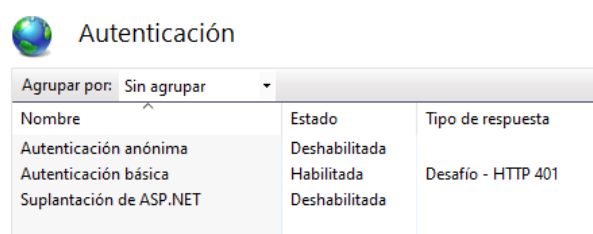 Autenticación
Agrupar por: Sin agrupar
Nombre Estado Tipo de respuesta
Autenticación anónima Deshabilitada
Autenticación básica Habilitada Desafío - HTTP 401
Suplantación de ASP.NET Deshabilitada